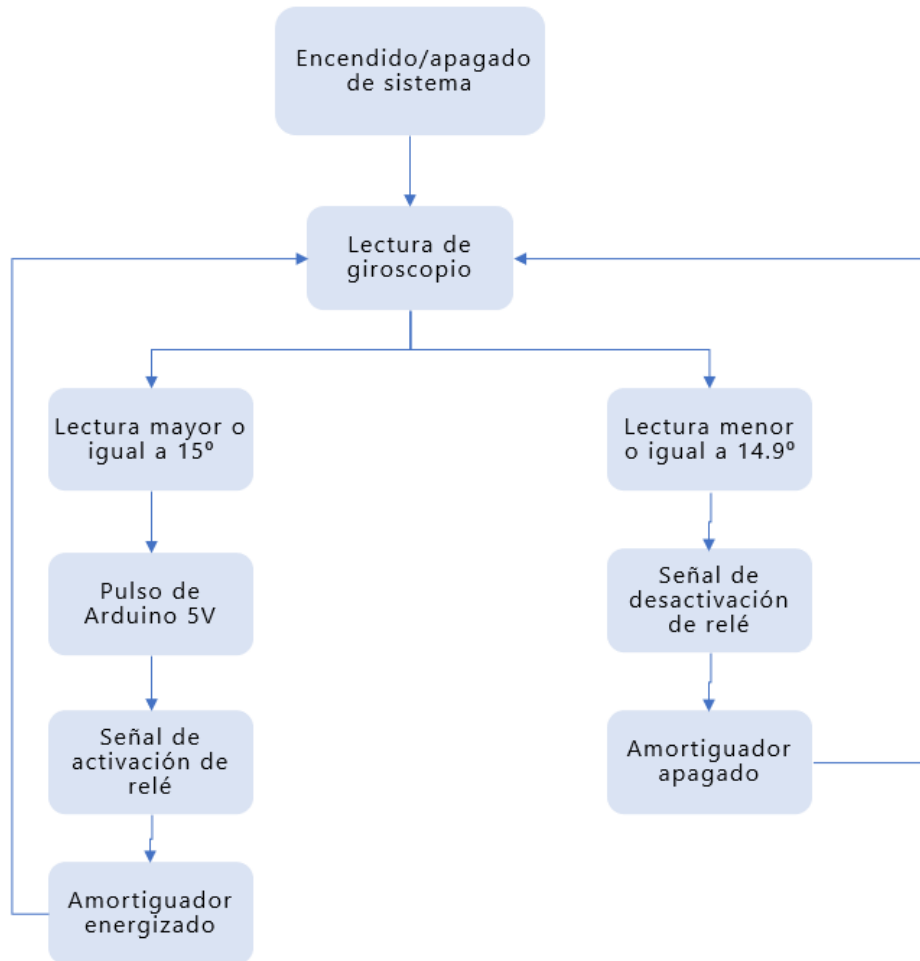 Encendido/apagado
de sistema
Lectura de
giroscopio
Lectura mayor o
igual a 15º
Lectura menor
o igual a 14.9º
Pulso de
Arduino 5V
Señal de
desactivación
de relé
Señal de
activación de
relé
Amortiguador
apagado
Amortiguador
energizado